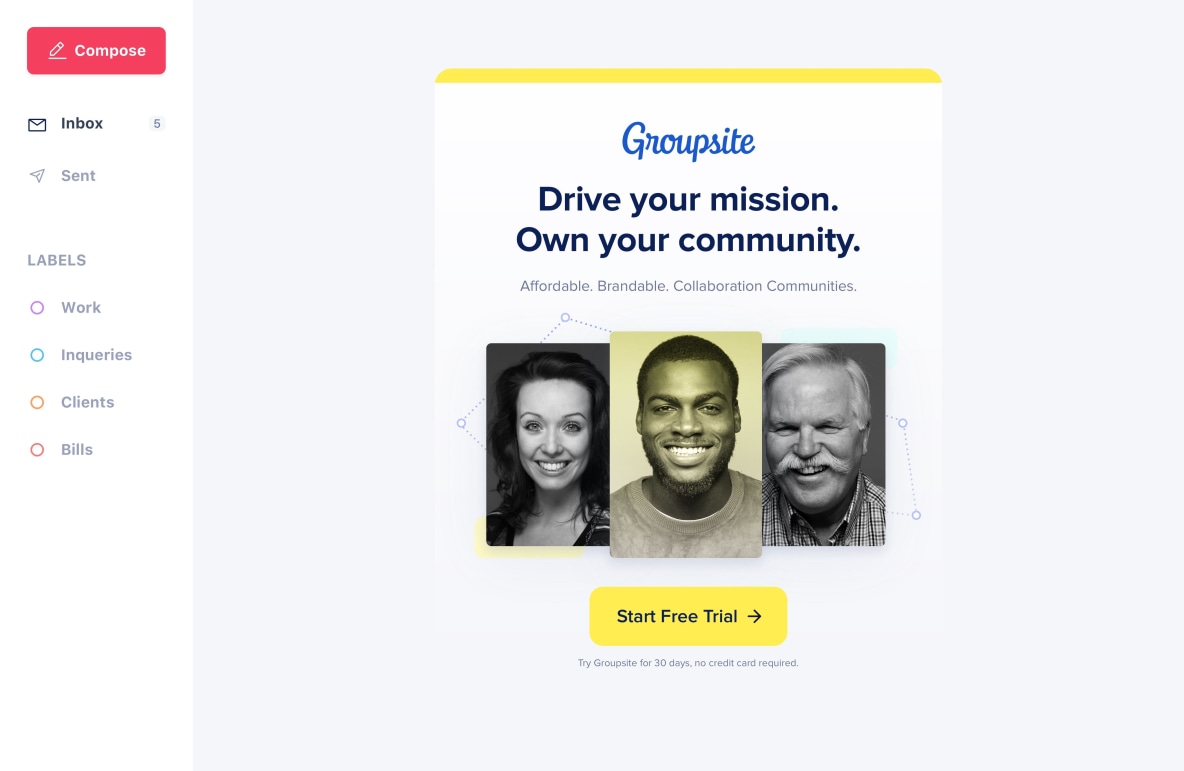 Compose
Inbox 5
Sent
LABELS
Work
Inqueries
Clients
Bills
Groupsite
Drive your mission.
Own your community.
Affordable. Brandable. Collaboration Communities.
Start Free Trial →
Try Groupsite for 30 days, no credit card required.